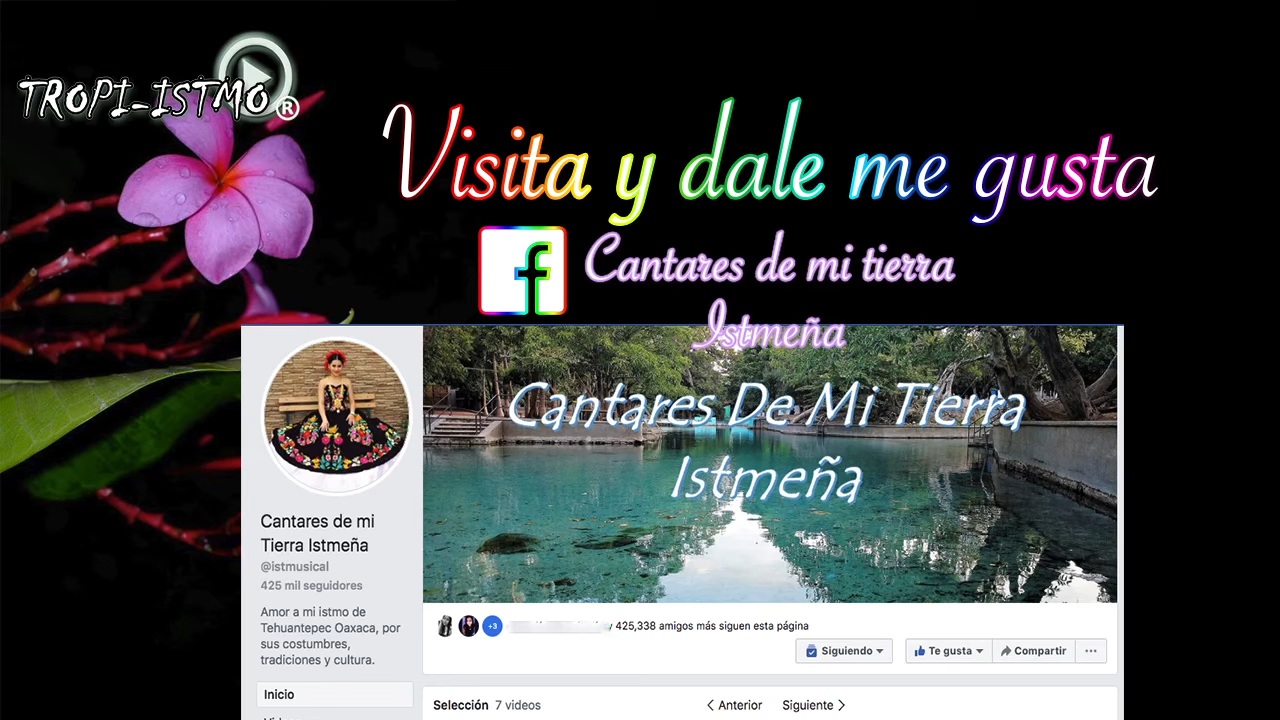 TROPI-ISTMO®
Visita y dale me gusta
f Cantares de mi tierra
Istmeña
Cantares De Mi Tierra
Istmeña
Cantares de mi
Tierra Istmeña
@istmusical
425 mil seguidores
Amor a mi istmo de
Tehuantepec Oaxaca, por
sus costumbres,
tradiciones y cultura.
Inicio
+3 y 425,338 amigos más siguen esta página
Siguiendo Te gusta Compartir ...
Selección 7 videos Anterior Siguiente